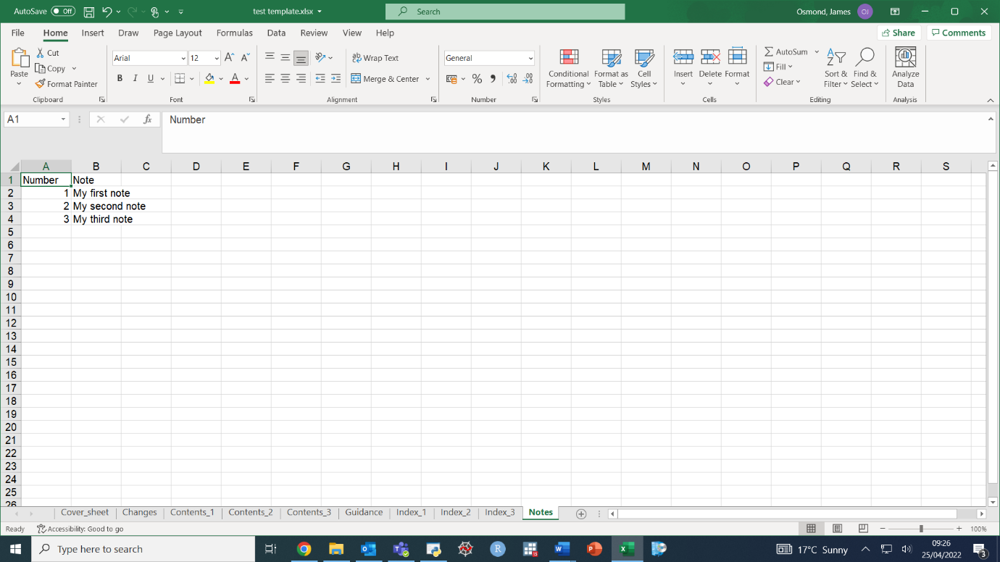 AutoSave Off test template.xlsx Search Osmond, James OJ
File Home Insert Draw Page Layout Formulas Data Review View Help Share Comments
Paste Cut Copy Format Painter Clipboard
Arial 12 A A B I U A Font
Wrap Text Merge & Center Alignment
General % Number
Conditional Formatting Format as Table Cell Styles Styles
Insert Delete Format Cells
AutoSum Fill Clear Sort & Filter Find & Select Editing
Analyze Data Analysis
A1 fx Number
A B C D E F G H I J K L M N O P Q R S
1 Number Note
2 1 My first note
3 2 My second note
4 3 My third note
5
6
7
8
9
10
11
12
13
14
15
16
17
18
19
20
21
22
23
24
25
26
Cover_sheet Changes Contents_1 Contents_2 Contents_3 Guidance Index_1 Index_2 Index_3 Notes
Ready Accessibility: Good to go 100%
Type here to search 17°C Sunny 09:26
25/04/2022 3